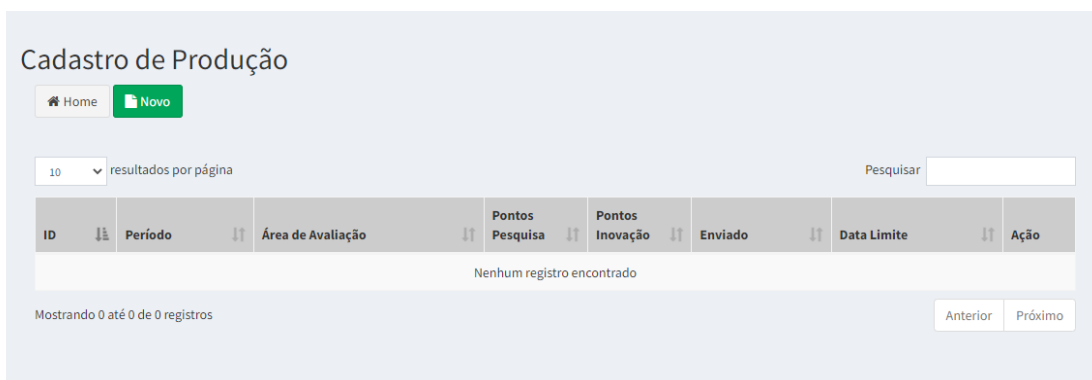 Cadastro de Produção
Home Novo
10 resultados por página Pesquisar
ID Período Área de Avaliação Pontos Pesquisa Pontos Inovação Enviado Data Limite Ação
Nenhum registro encontrado
Mostrando 0 até 0 de 0 registros Anterior Próximo